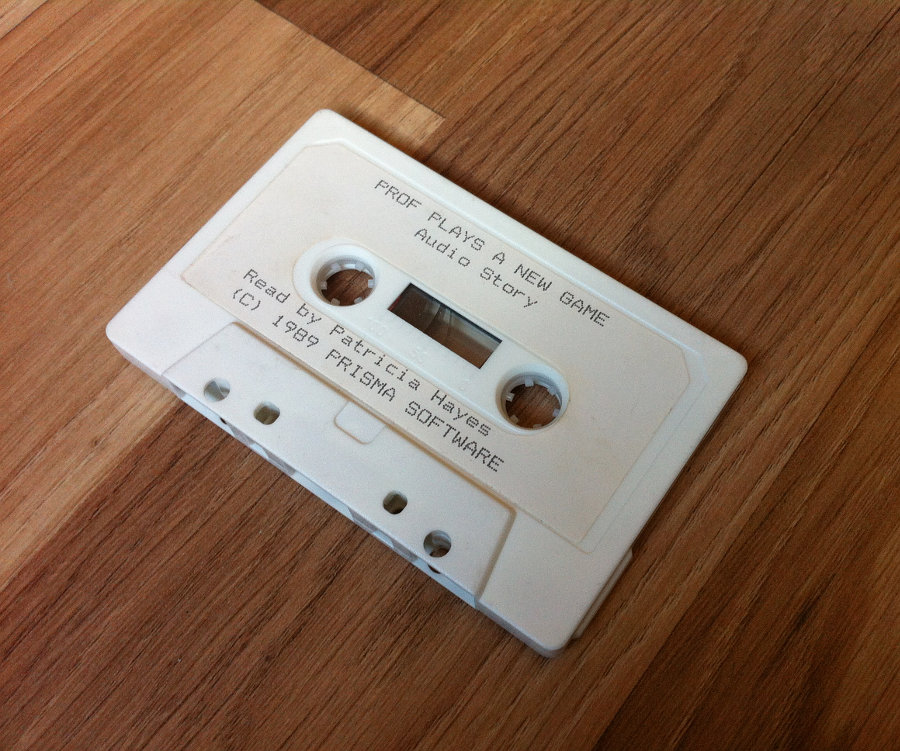 PROF PLAYS A NEW GAME
Audio Story
Read by Patricia Hayes
(C) 1989 PRISMA SOFTWARE